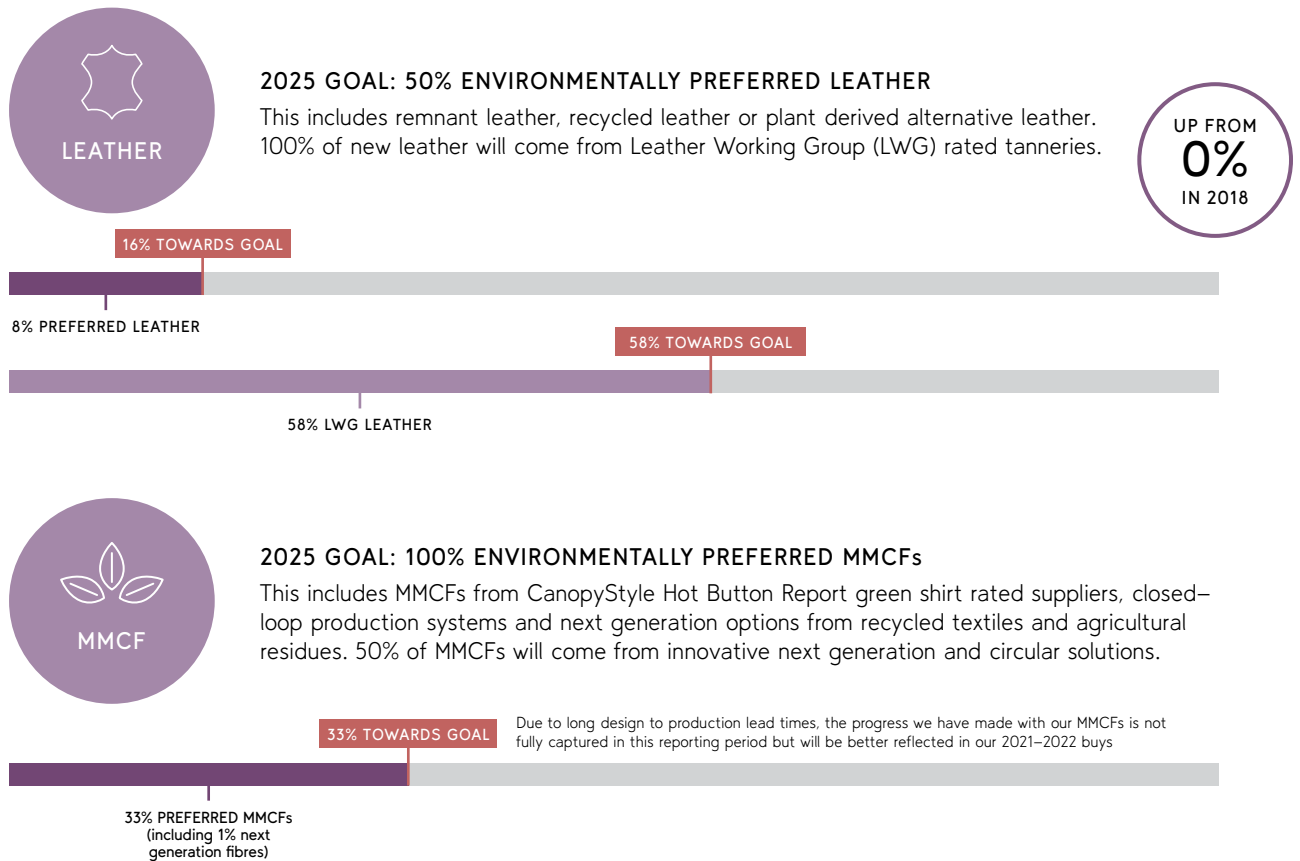 LEATHER
2025 GOAL: 50% ENVIRONMENTALLY PREFERRED LEATHER
This includes remnant leather, recycled leather or plant derived alternative leather.
100% of new leather will come from Leather Working Group (LWG) rated tanneries.
UP FROM
0%
IN 2018
16% TOWARDS GOAL
8% PREFERRED LEATHER
58% TOWARDS GOAL
58% LWG LEATHER
MMCF
2025 GOAL: 100% ENVIRONMENTALLY PREFERRED MMCFs
This includes MMCFs from CanopyStyle Hot Button Report green shirt rated suppliers, closed–
loop production systems and next generation options from recycled textiles and agricultural
residues. 50% of MMCFs will come from innovative next generation and circular solutions.
33% TOWARDS GOAL
Due to long design to production lead times, the progress we have made with our MMCFs is not
fully captured in this reporting period but will be better reflected in our 2021–2022 buys
33% PREFERRED MMCFs
(including 1% next
generation fibres)